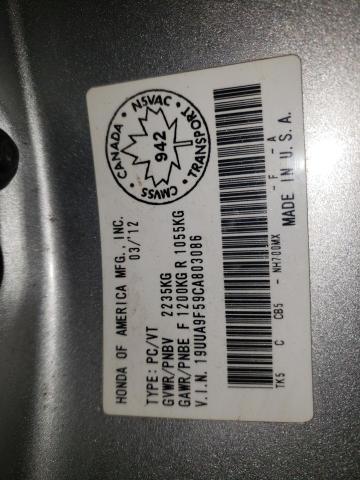 HONDA OF AMERICA MFG., INC.
03/'12
TYPE: PC/VT
GVWR/PNBV 2235KG
GAWR/PNBE F 1200KG R 1055KG
V.I.N. 19UUA9F59CA803086
CANADA · NSVAC · TRANSPORT · CMVSS ·
942
TK5 C CB5 - NH700MX
- F - A
MADE IN U.S.A.